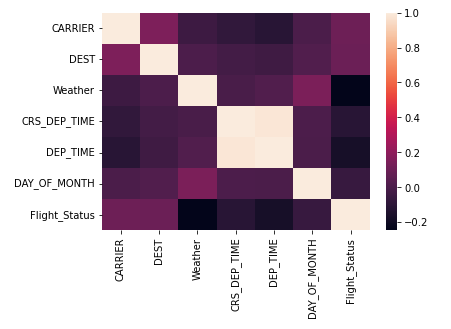 CARRIER
DEST
Weather
CRS_DEP_TIME
DEP_TIME
DAY_OF_MONTH
Flight_Status
CARRIER
DEST
Weather
CRS_DEP_TIME
DEP_TIME
DAY_OF_MONTH
Flight_Status
1.0
0.8
0.6
0.4
0.2
0.0
−0.2